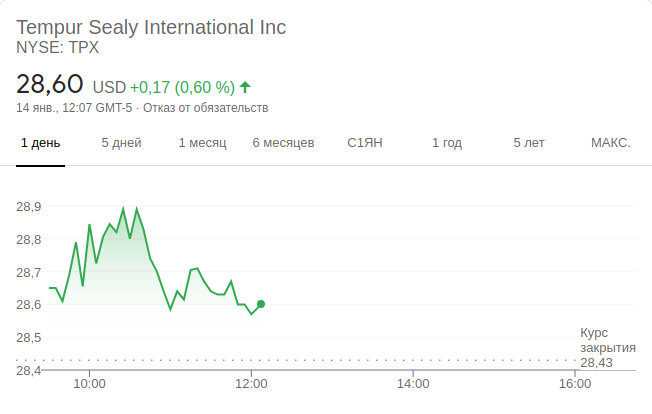 Tempur Sealy International Inc
NYSE: TPX
28,60 USD +0,17 (0,60 %)
14 янв., 12:07 GMT-5 · Отказ от обязательств
1 день 5 дней 1 месяц 6 месяцев С1ЯН 1 год 5 лет МАКС.
28,9
28,8
28,7
28,6
28,5
28,4
Курс
закрытия
28,43
10:00 12:00 14:00 16:00